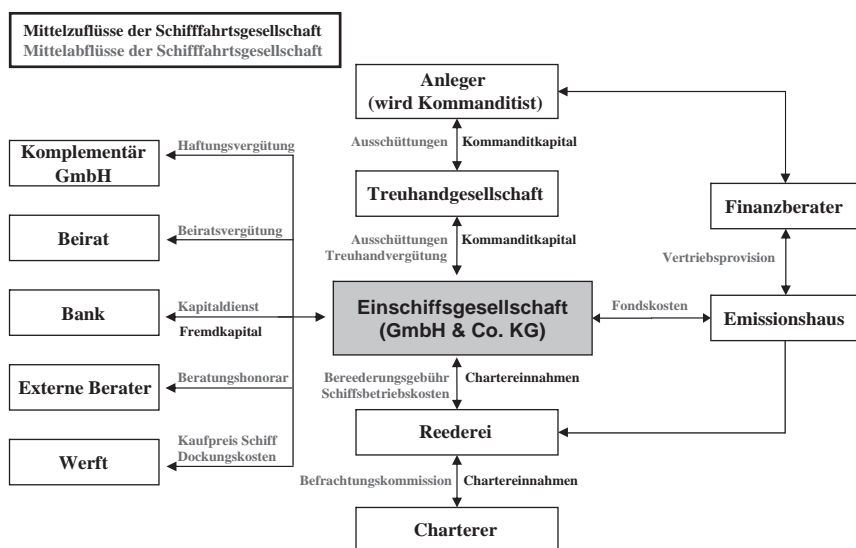 Mittelzuflüsse der Schifffahrtsgesellschaft
Mittelabflüsse der Schifffahrtsgesellschaft
Anleger
(wird Kommanditist)
Ausschüttungen
Kommanditkapital
Komplementär
GmbH
Haftungsvergütung
Treuhandgesellschaft
Finanzberater
Beirat
Beiratsvergütung
Ausschüttungen
Treuhandvergütung
Kommanditkapital
Vertriebsprovision
Bank
Kapitaldienst
Fremdkapital
Einschiffsgesellschaft
(GmbH & Co. KG)
Fondskosten
Emissionshaus
Externe Berater
Beratungshonorar
Bereederungsgebühr
Schiffsbetriebskosten
Chartereinnahmen
Werft
Kaufpreis Schiff
Dockungskosten
Reederei
Befrachtungskommission
Chartereinnahmen
Charterer